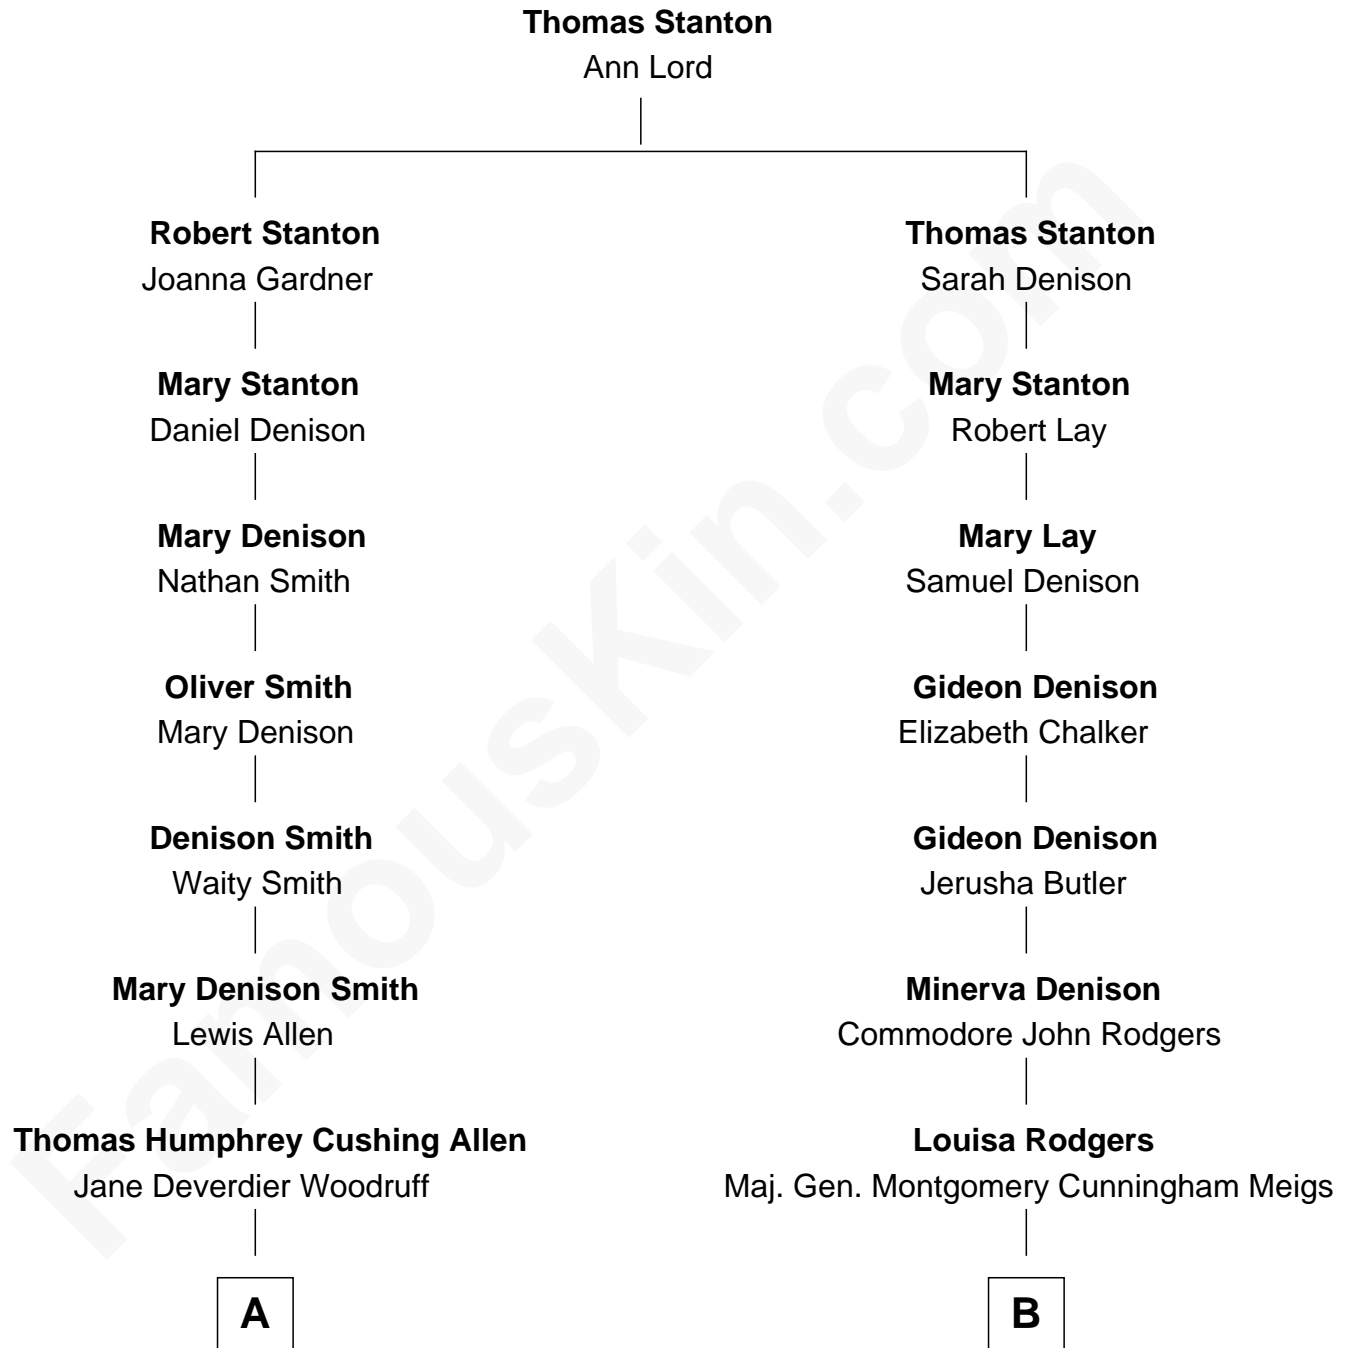 Thomas Stanton
Ann Lord
Robert Stanton
Joanna Gardner
Thomas Stanton
Sarah Denison
Mary Stanton
Daniel Denison
Mary Stanton
Robert Lay
Mary Denison
Nathan Smith
Mary Lay
Samuel Denison
Oliver Smith
Mary Denison
Gideon Denison
Elizabeth Chalker
Denison Smith
Waity Smith
Gideon Denison
Jerusha Butler
Mary Denison Smith
Lewis Allen
Minerva Denison
Commodore John Rodgers
Thomas Humphrey Cushing Allen
Jane Deverdier Woodruff
Louisa Rodgers
Maj. Gen. Montgomery Cunningham Meigs
A
B
FamousKin.com